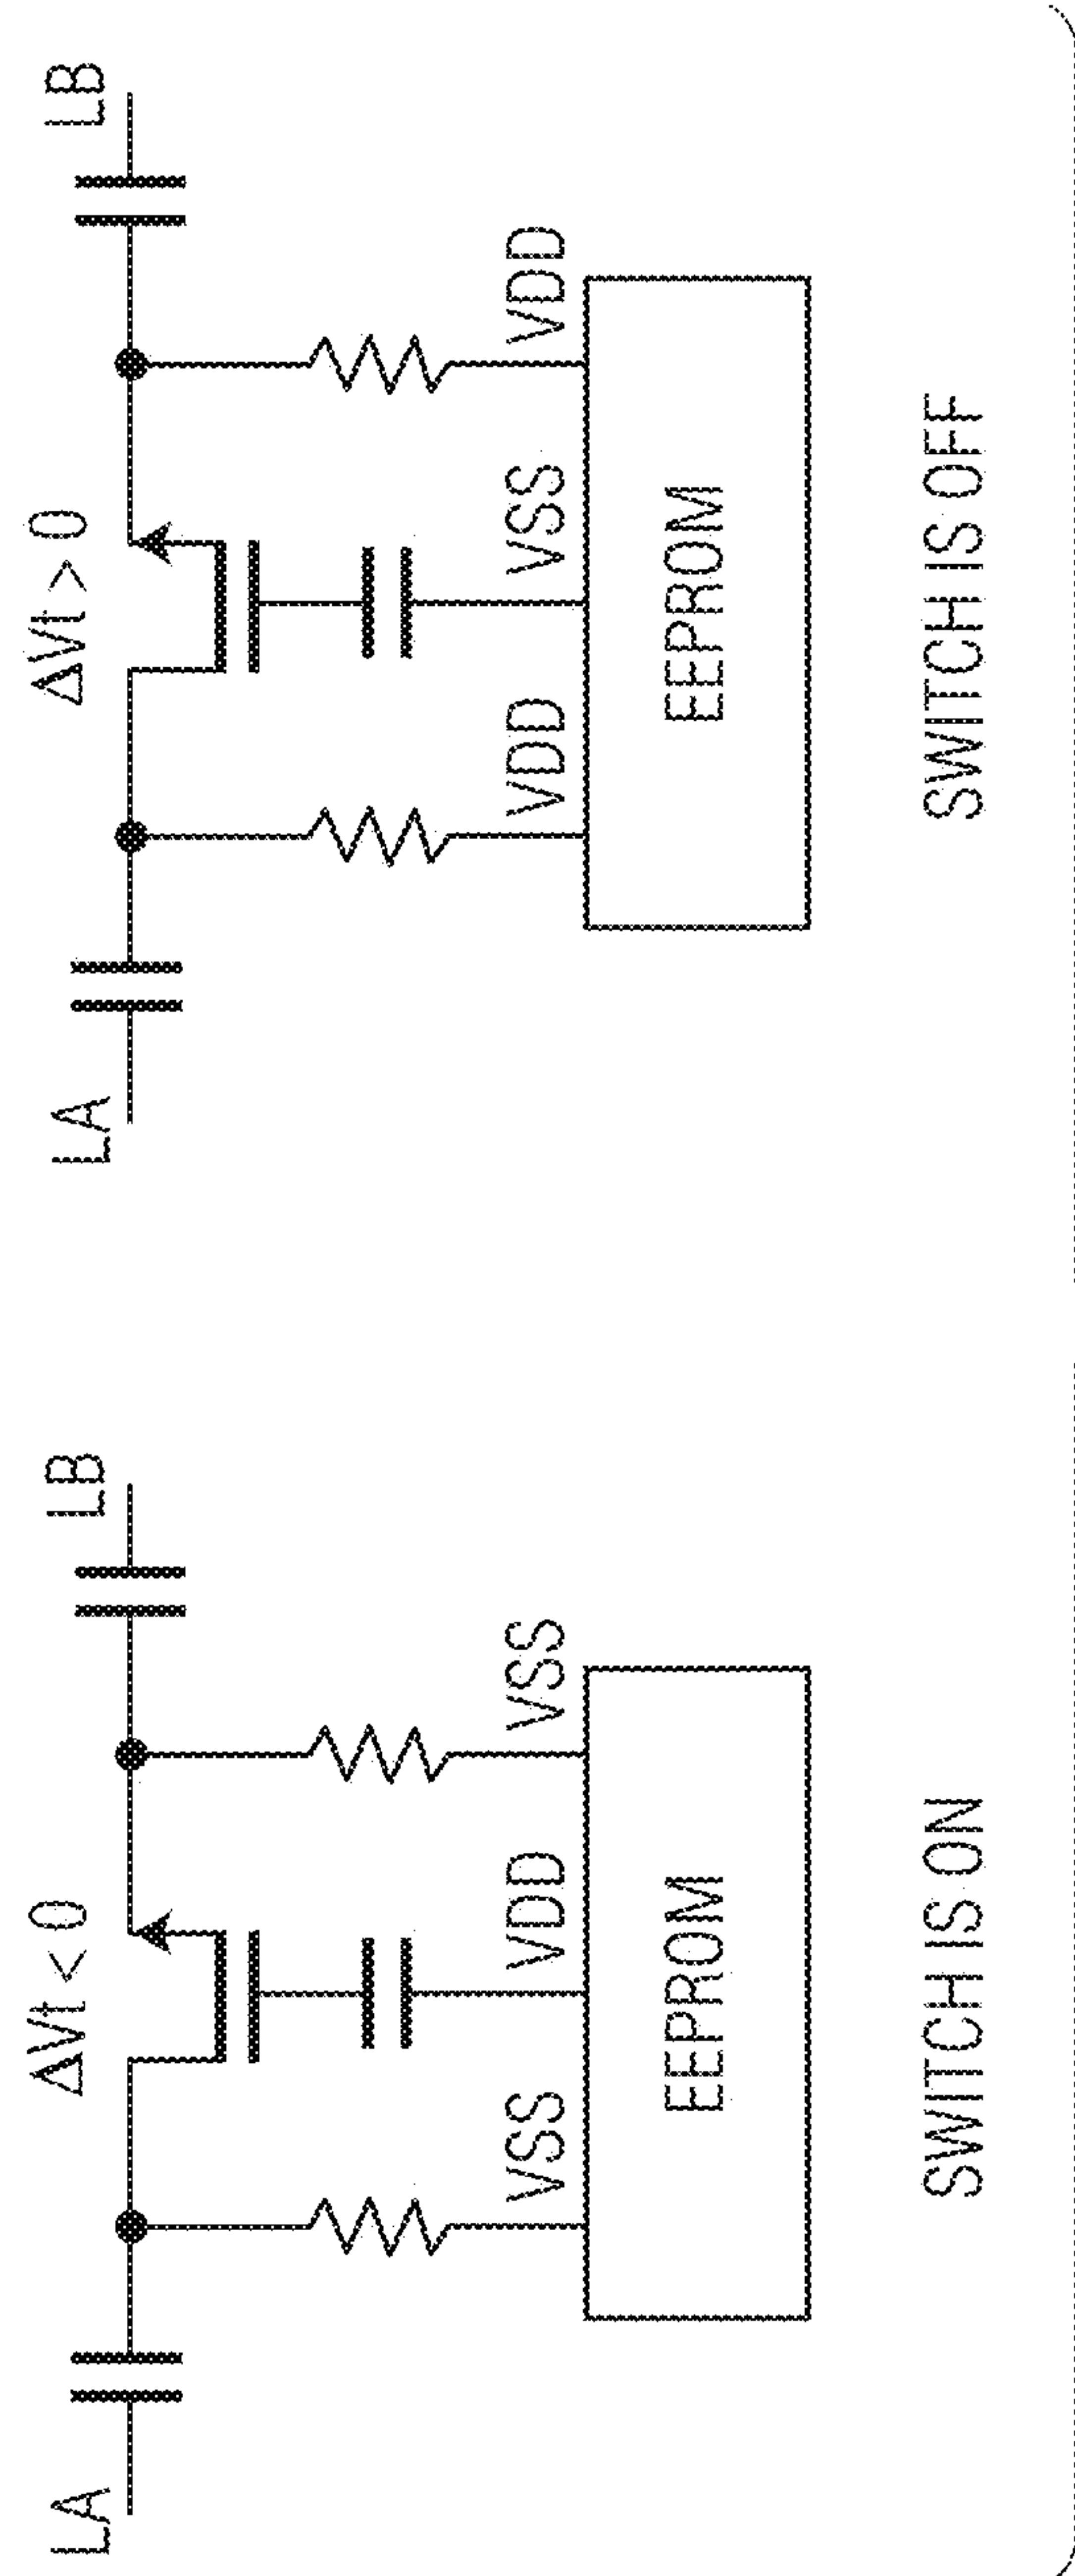 ΔVt < 0
LA
LB
VSS
VDD
VSS
EEPROM
SWITCH IS ON
ΔVt > 0
LA
LB
VDD
VSS
VDD
EEPROM
SWITCH IS OFF